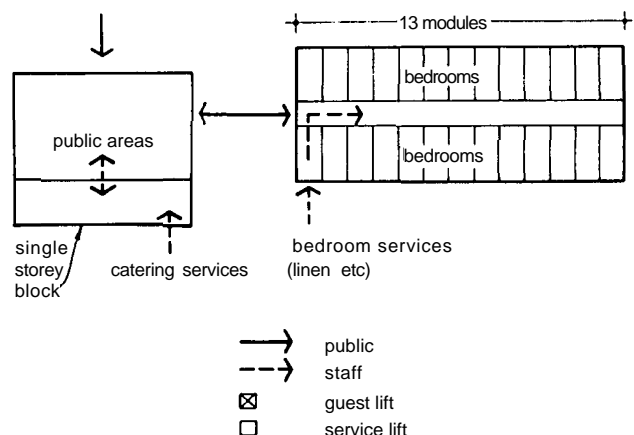 13 modules
bedrooms
public areas
bedrooms
single
storey
block
catering services
bedroom services
(linen etc)
public
staff
guest lift
service lift